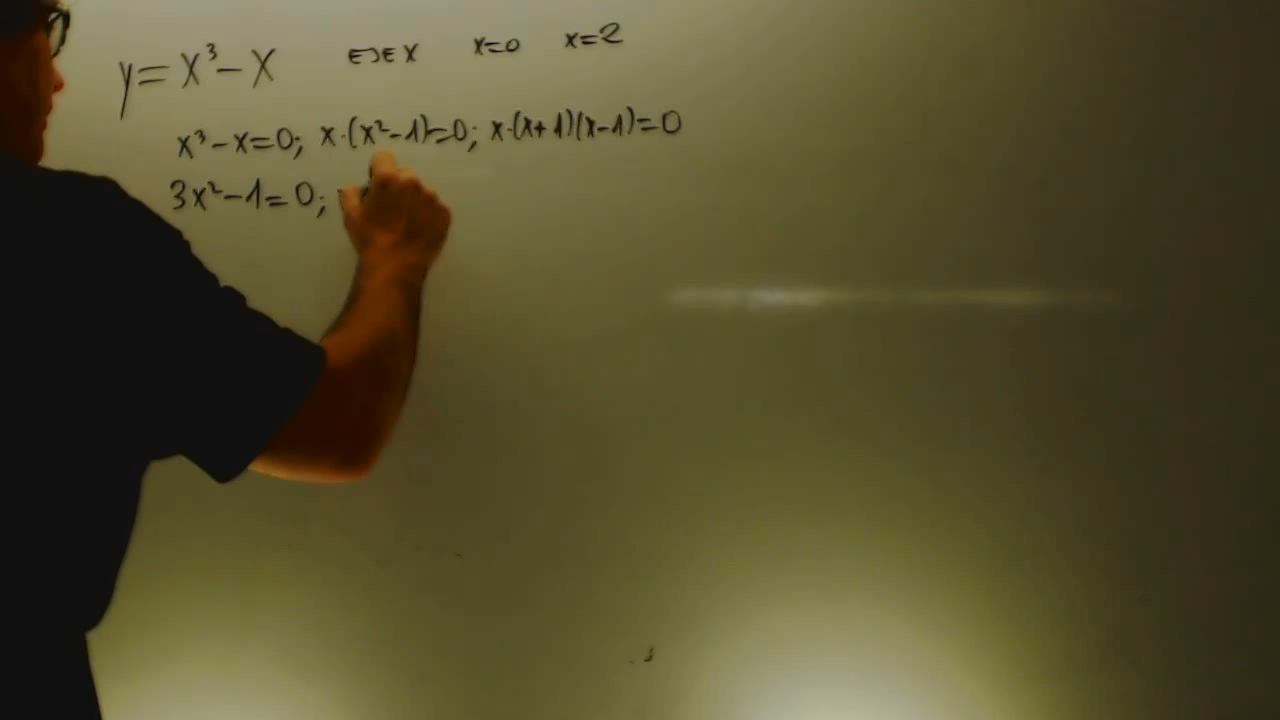 y=x³-x EJE X x=0 x=2
x³-x=0; x·(x²-1)=0; x·(x+1)(x-1)=0
3x²-1=0;